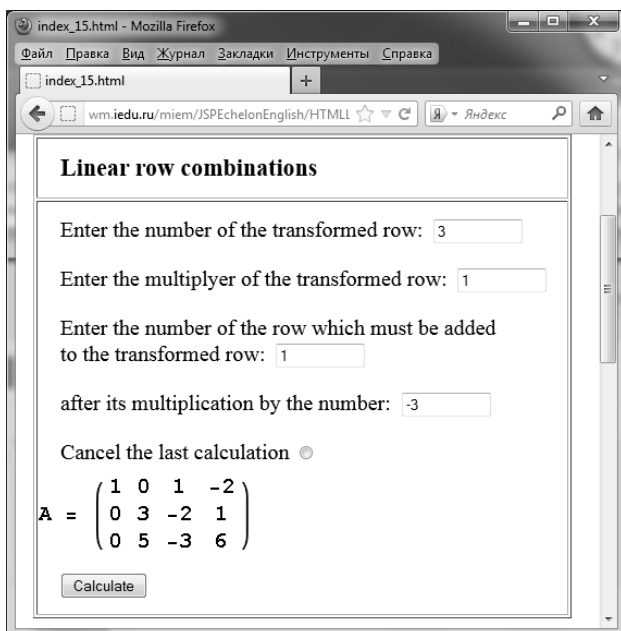 index_15.html - Mozilla Firefox
Файл Правка Вид Журнал Закладки Инструменты Справка
index_15.html +
wm.iedu.ru/miem/JSPEchelonEnglish/HTMLL Я Яндекс
Linear row combinations
Enter the number of the transformed row: 3
Enter the multiplyer of the transformed row: 1
Enter the number of the row which must be added
to the transformed row: 1
after its multiplication by the number: -3
Cancel the last calculation
1 0 1 -2
A = 0 3 -2 1
0 5 -3 6
Calculate